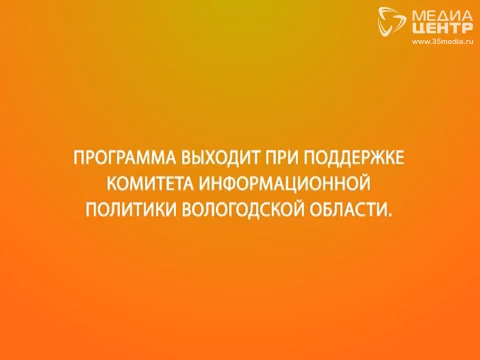 МЕДИА
ЦЕНТР
www.35media.ru
ПРОГРАММА ВЫХОДИТ ПРИ ПОДДЕРЖКЕ
КОМИТЕТА ИНФОРМАЦИОННОЙ
ПОЛИТИКИ ВОЛОГОДСКОЙ ОБЛАСТИ.